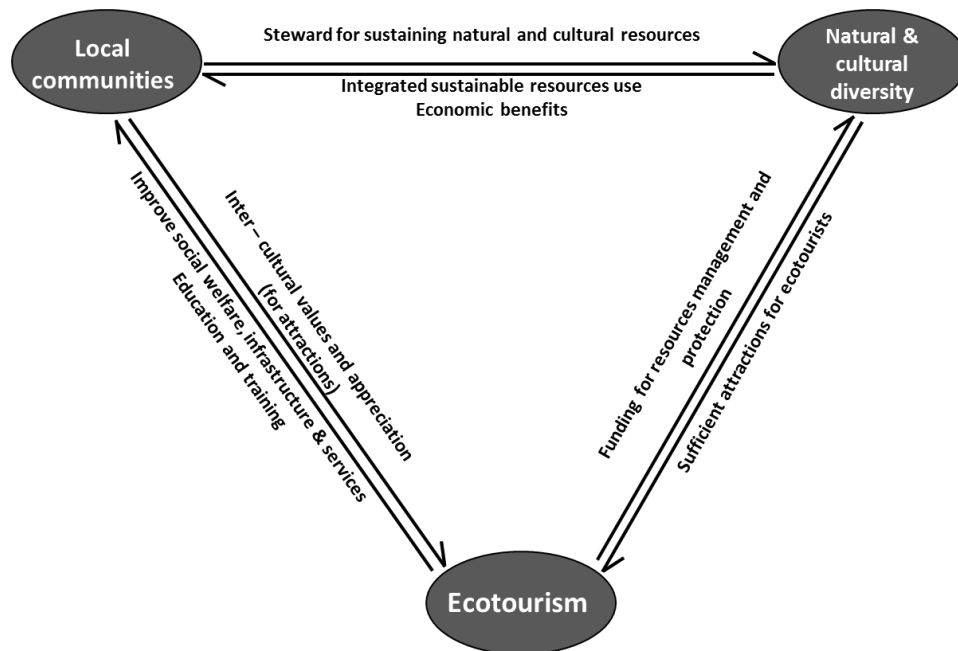 Local
communities
Steward for sustaining natural and cultural resources
Integrated sustainable resources use
Economic benefits
Natural &
cultural
diversity
Inter – cultural values and appreciation
(for attractions)
Improve social welfare, infrastructure & services
Education and training
Funding for resources management and
protection
Sufficient attractions for ecotourists
Ecotourism